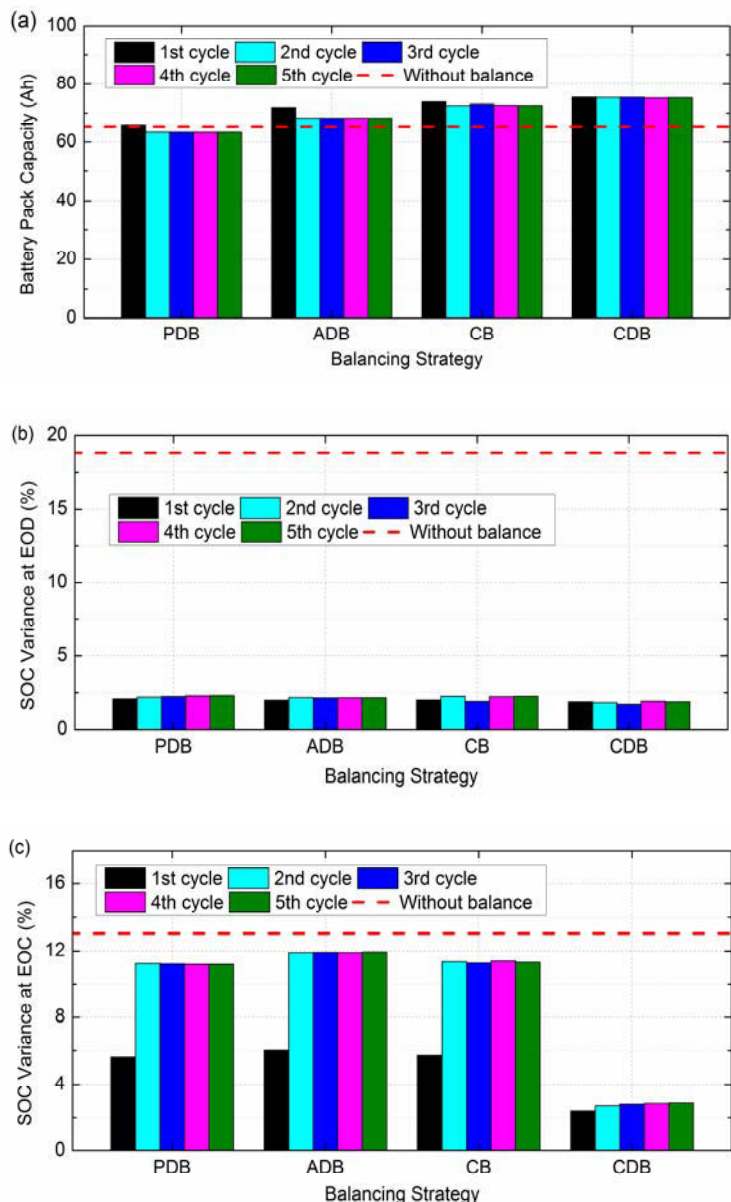 (a)
100
80
60
40
20
0
Battery Pack Capacity (Ah)
1st cycle 2nd cycle 3rd cycle
4th cycle 5th cycle Without balance
PDB ADB CB CDB
Balancing Strategy
(b)
20
15
10
5
0
SOC Variance at EOD (%)
1st cycle 2nd cycle 3rd cycle
4th cycle 5th cycle Without balance
PDB ADB CB CDB
Balancing Strategy
(c)
16
12
8
4
0
SOC Variance at EOC (%)
1st cycle 2nd cycle 3rd cycle
4th cycle 5th cycle Without balance
PDB ADB CB CDB
Balancing Strategy